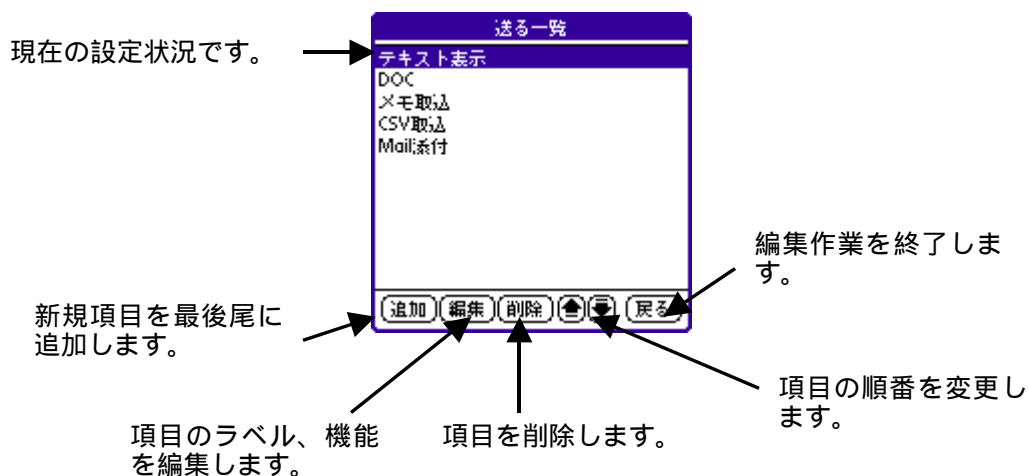 送る一覧
現在の設定状況です。
テキスト表示
DOC
メモ取込
CSV取込
Mail添付
編集作業を終了しま
す。
追加 編集 削除 戻る
新規項目を最後尾に
追加します。
項目の順番を変更し
ます。
項目のラベル、機能
を編集します。
項目を削除します。